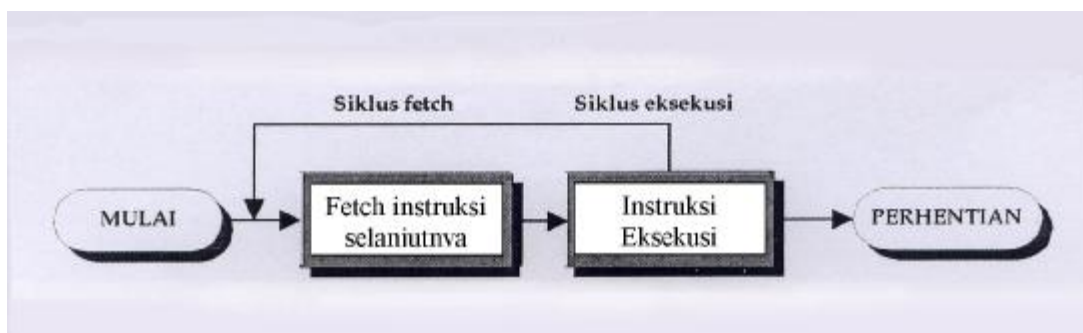 Siklus fetch
Siklus eksekusi
MULAI
Fetch instruksi
selaniutnva
Instruksi
Eksekusi
PERHENTIAN